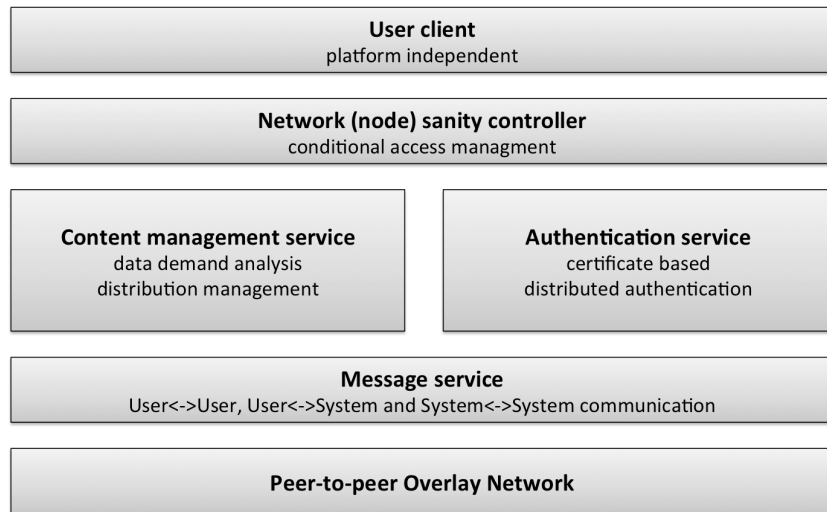 User client
platform independent
Network (node) sanity controller
conditional access managment
Content management service
data demand analysis
distribution management
Authentication service
certificate based
distributed authentication
Message service
User<->User, User<->System and System<->System communication
Peer-to-peer Overlay Network